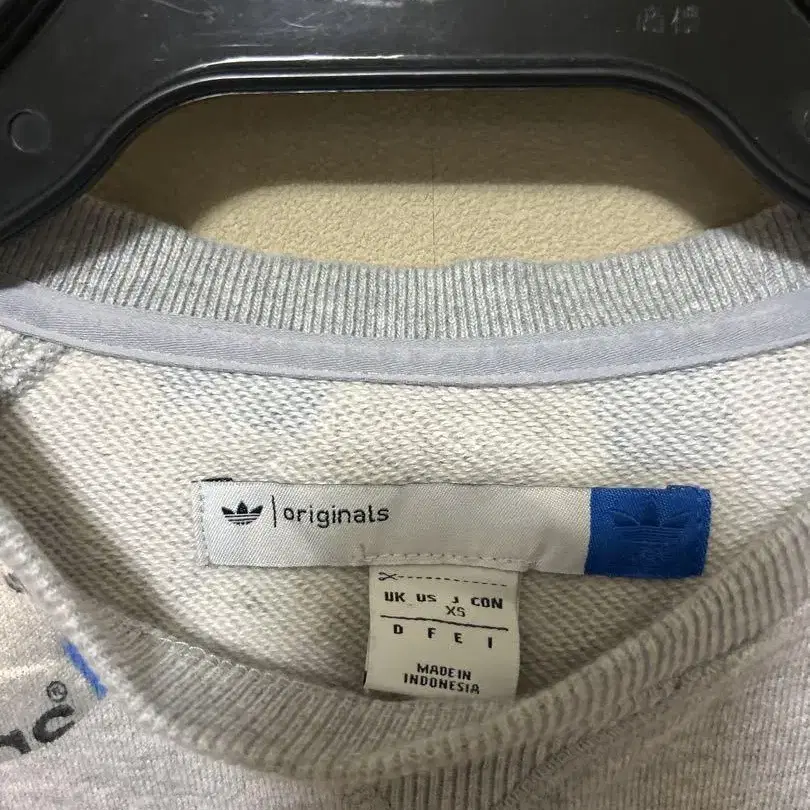 originals
UK US J CON
XS
D F E I
MADE IN
INDONESIA
®